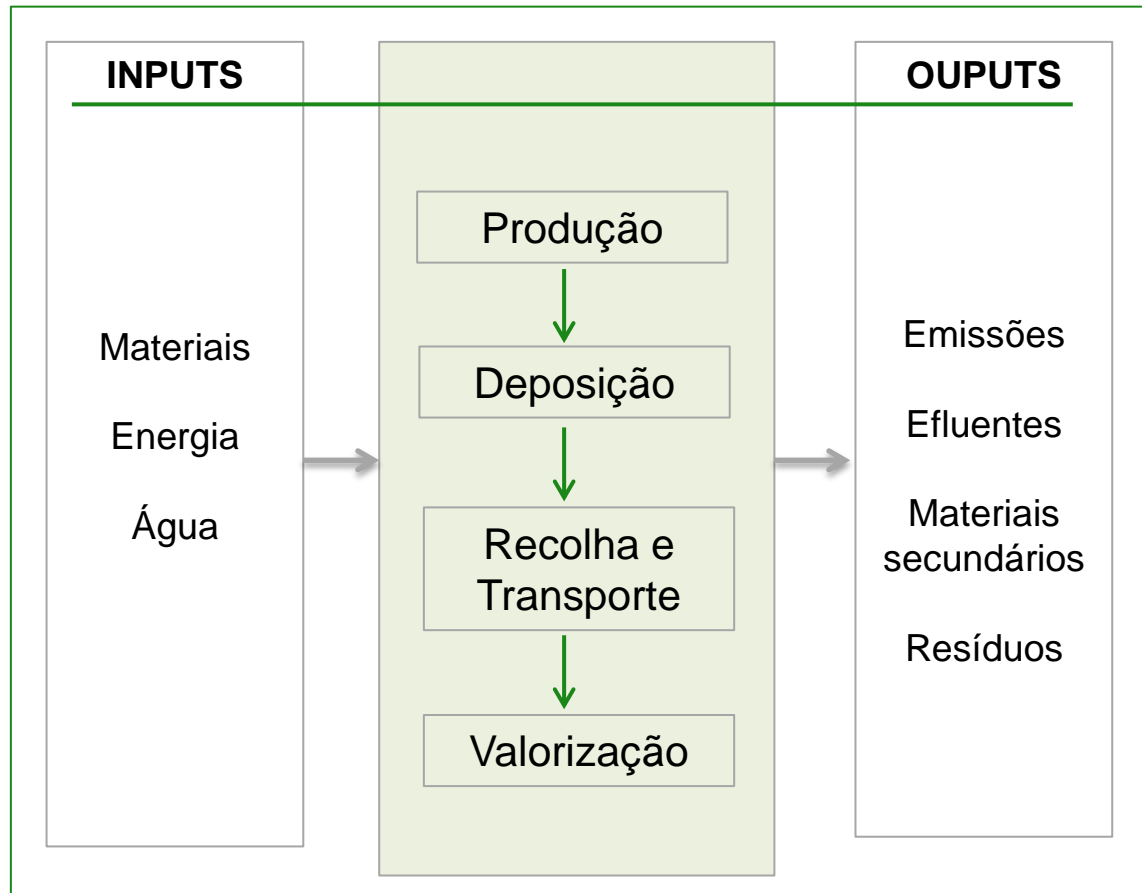 INPUTS
Materiais
Energia
Água
Produção
Deposição
Recolha e
Transporte
Valorização
OUPUTS
Emissões
Efluentes
Materiais
secundários
Resíduos